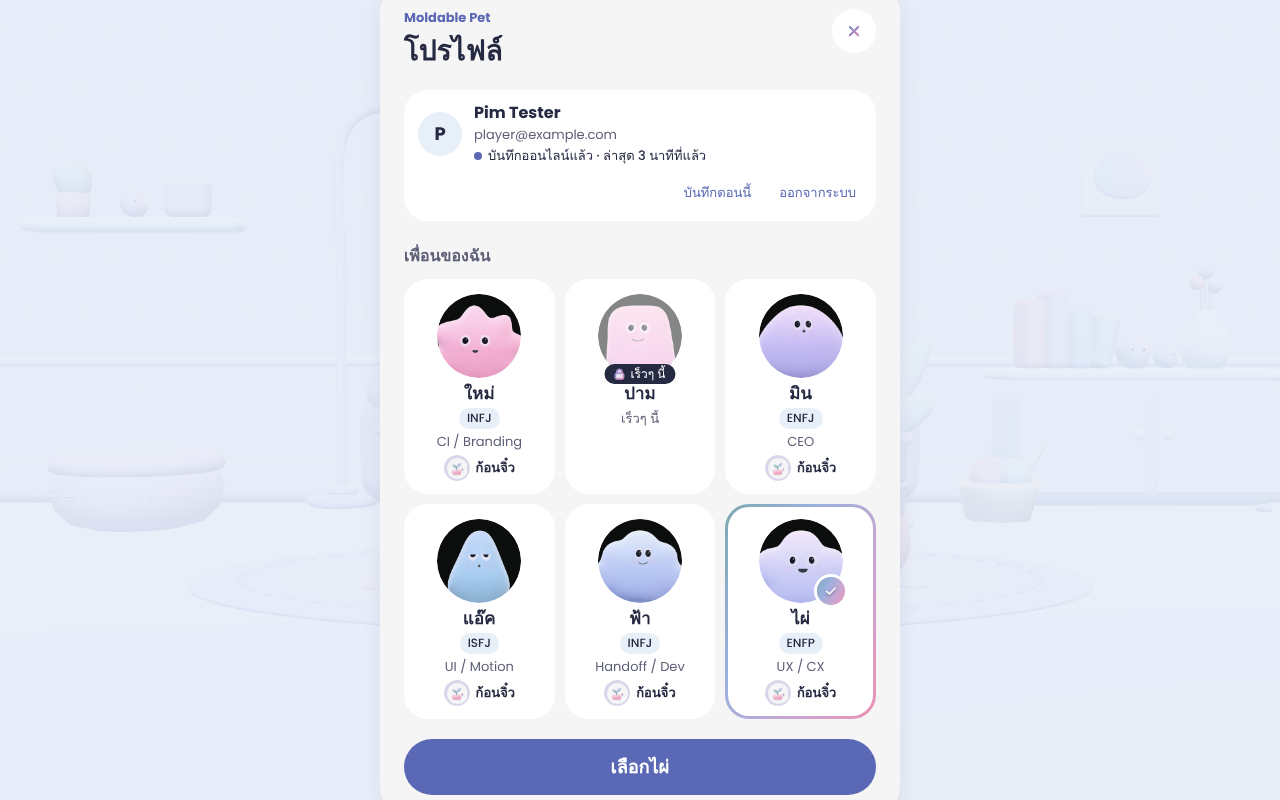 Moldable Pet
โปรไฟล์
P
Pim Tester
player@example.com
บันทึกออนไลน์แล้ว · ล่าสุด 3 นาทีที่แล้ว
บันทึกตอนนี้
ออกจากระบบ
เพื่อนของฉัน
ใหม่
INFJ
CI / Branding
ก้อนจิ๋ว
เร็วๆ นี้
ปาม
เร็วๆ นี้
มิน
ENFJ
CEO
ก้อนจิ๋ว
แอ๊ค
ISFJ
UI / Motion
ก้อนจิ๋ว
ฟ้า
INFJ
Handoff / Dev
ก้อนจิ๋ว
ไผ่
ENFP
UX / CX
ก้อนจิ๋ว
เลือกไผ่